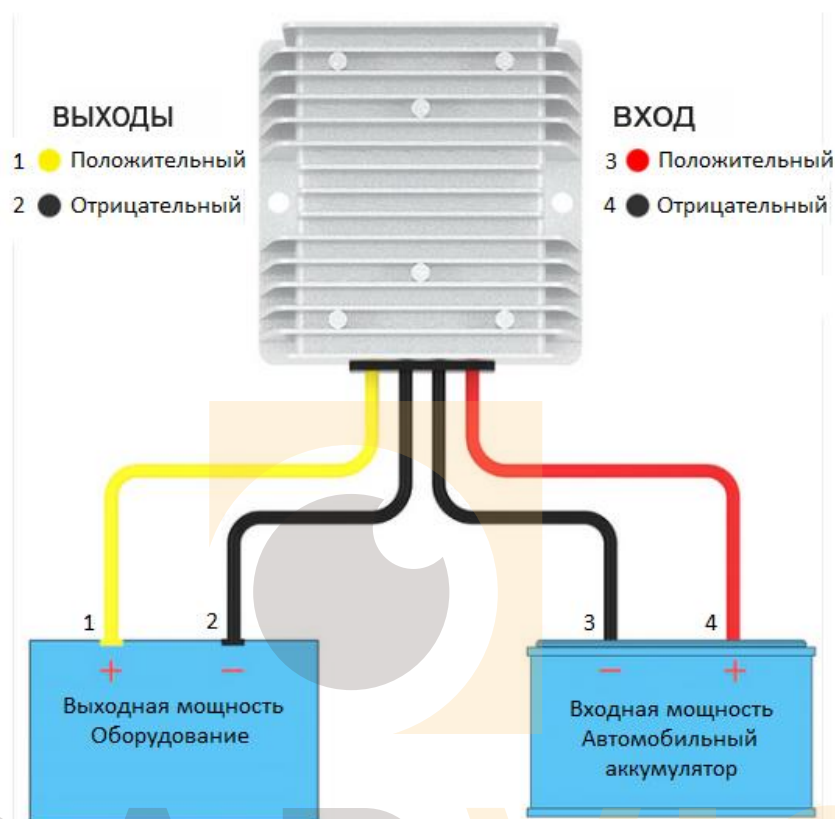 ВЫХОДЫ
1 Положительный
2 Отрицательный
ВХОД
3 Положительный
4 Отрицательный
1 2
+ −
Выходная мощность
Оборудование
3 4
− +
Входная мощность
Автомобильный
аккумулятор